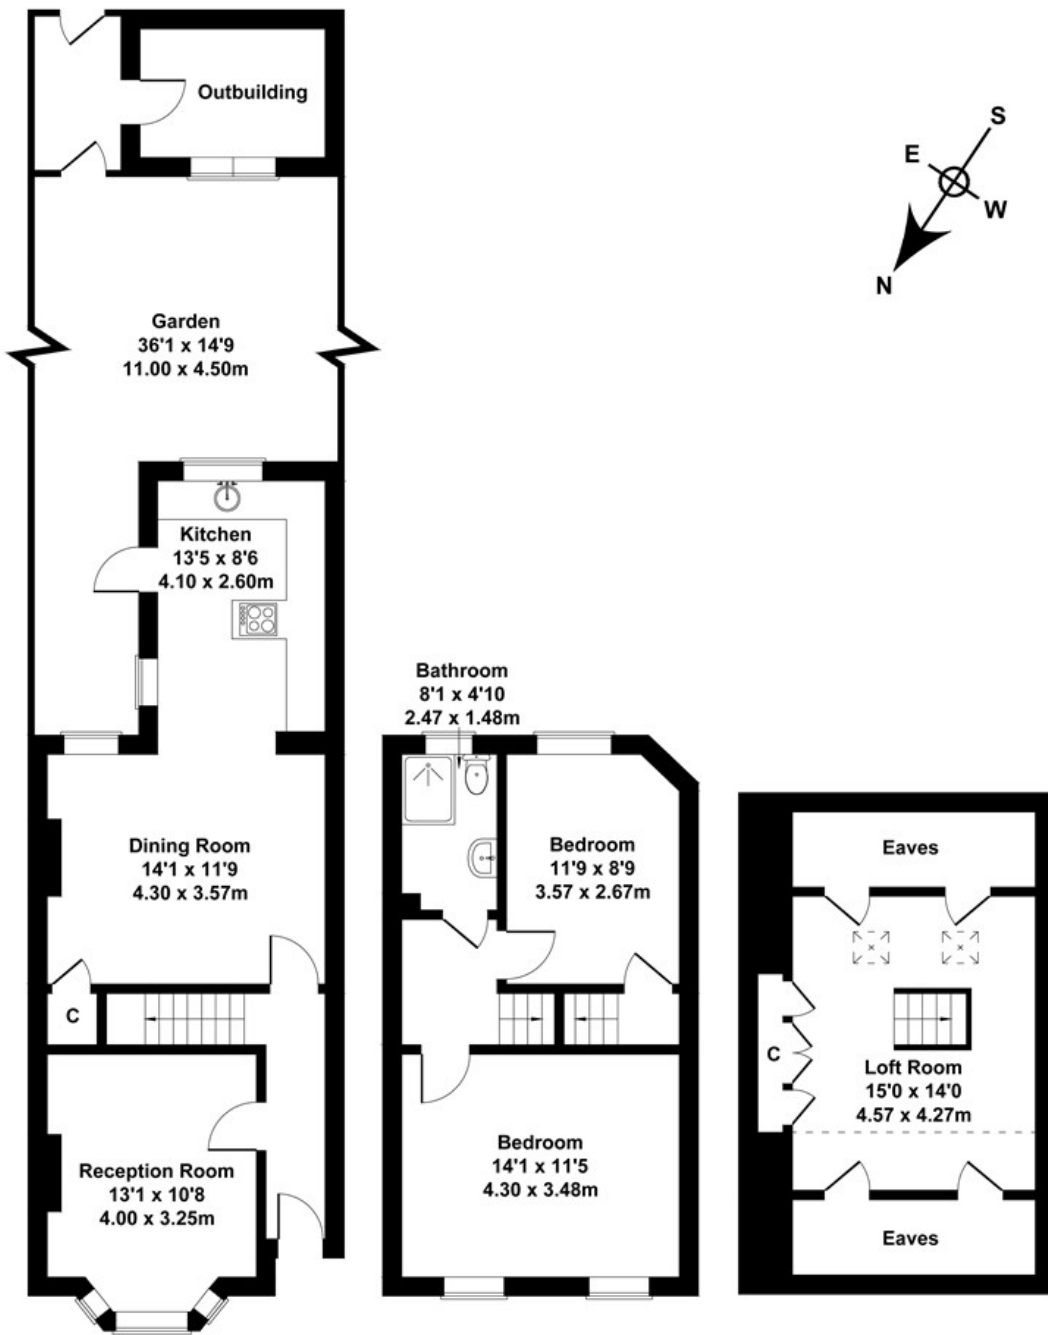 Outbuilding
S
E
W
N
Garden
36'1 x 14'9
11.00 x 4.50m
Kitchen
13'5 x 8'6
4.10 x 2.60m
Dining Room
14'1 x 11'9
4.30 x 3.57m
C
Reception Room
13'1 x 10'8
4.00 x 3.25m
Bathroom
8'1 x 4'10
2.47 x 1.48m
Bedroom
11'9 x 8'9
3.57 x 2.67m
Bedroom
14'1 x 11'5
4.30 x 3.48m
Eaves
C
Loft Room
15'0 x 14'0
4.57 x 4.27m
Eaves